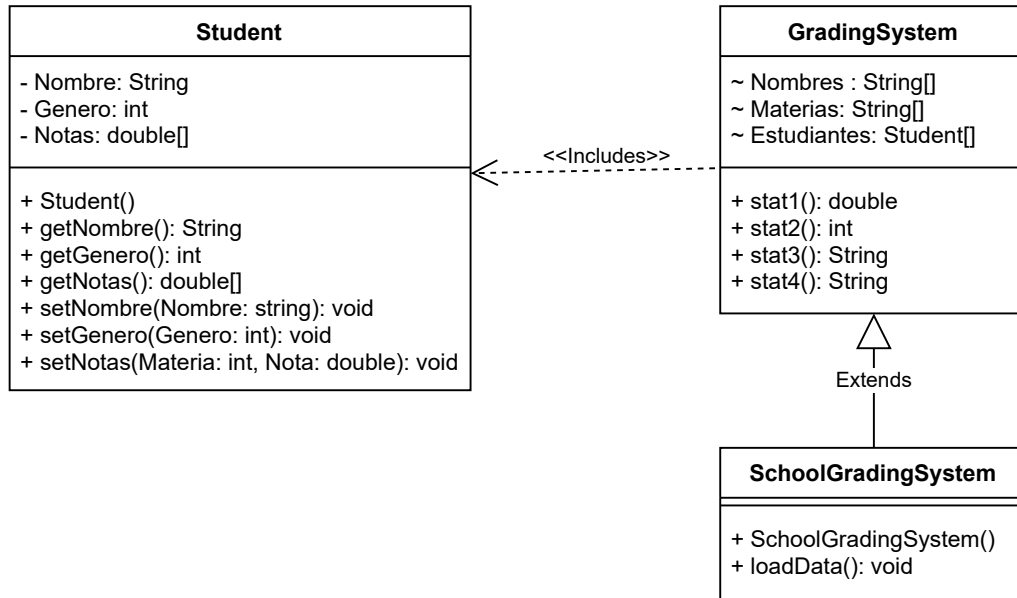 Student
- Nombre: String
- Genero: int
- Notas: double[]
+ Student()
+ getNombre(): String
+ getGenero(): int
+ getNotas(): double[]
+ setNombre(Nombre: string): void
+ setGenero(Genero: int): void
+ setNotas(Materia: int, Nota: double): void
<<Includes>>
GradingSystem
~ Nombres : String[]
~ Materias: String[]
~ Estudiantes: Student[]
+ stat1(): double
+ stat2(): int
+ stat3(): String
+ stat4(): String
Extends
SchoolGradingSystem
+ SchoolGradingSystem()
+ loadData(): void